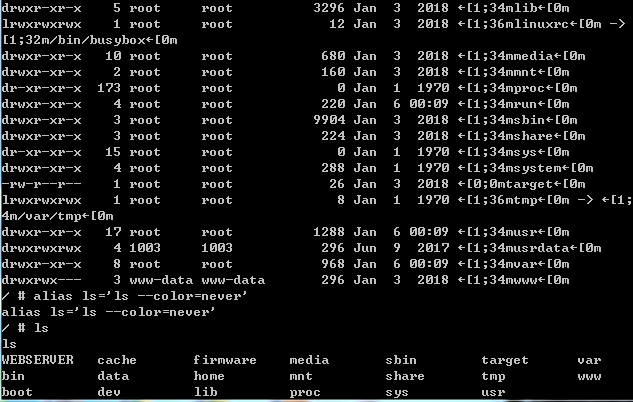 drwxr-xr-x    5 root     root          3296 Jan  3  2018 ←[1;34mlib←[0m
lrwxrwxrwx    1 root     root            12 Jan  3  2018 ←[1;36mlinuxrc←[0m ->
[1;32m/bin/busybox←[0m
drwxr-xr-x   10 root     root           680 Jan  3  2018 ←[1;34mmedia←[0m
drwxr-xr-x    2 root     root           160 Jan  3  2018 ←[1;34mmnt←[0m
dr-xr-xr-x  173 root     root             0 Jan  1  1970 ←[1;34mproc←[0m
drwxr-xr-x    4 root     root           220 Jan  6 00:09 ←[1;34mrun←[0m
drwxr-xr-x    3 root     root          9904 Jan  3  2018 ←[1;34msbin←[0m
drwxr-xr-x    3 root     root           224 Jan  3  2018 ←[1;34mshare←[0m
dr-xr-xr-x   15 root     root             0 Jan  1  1970 ←[1;34msys←[0m
drwxr-xr-x    4 root     root           288 Jan  1  1970 ←[1;34msystem←[0m
-rw-r--r--    1 root     root            26 Jan  3  2018 ←[0;0mtarget←[0m
lrwxrwxrwx    1 root     root             8 Jan  1  1970 ←[1;36mtmp←[0m -> ←[1;
4m/var/tmp←[0m
drwxr-xr-x   17 root     root          1288 Jan  6 00:09 ←[1;34musr←[0m
drwxrwxrwx    4 1003     1003           296 Jun  9  2017 ←[1;34musrdata←[0m
drwxr-xr-x    8 root     root           968 Jan  6 00:09 ←[1;34mvar←[0m
drwxrwx---    3 www-data www-data       296 Jan  3  2018 ←[1;34mwww←[0m
/ # alias ls='ls --color=never'
alias ls='ls --color=never'
/ # ls
ls
WEBSERVER   cache       firmware    media       sbin        target      var
bin         data        home        mnt         share       tmp         www
boot        dev         lib         proc        sys         usr